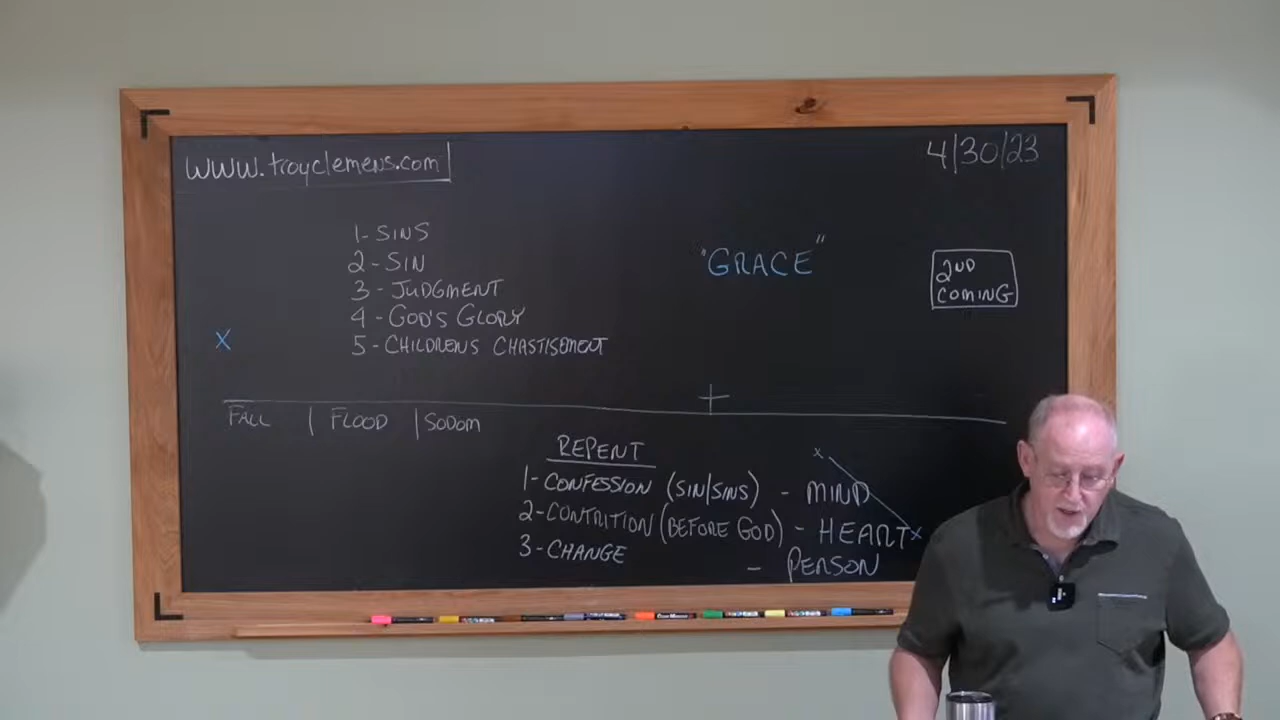 www.troyclemens.com
4/30/23
1- SINS
2 - SIN
3 - JUDGMENT
4 - GOD'S GLORY
5 - CHILDRENS CHASTISEMENT
"GRACE"
2ND
COMING
X
FALL | FLOOD | SODOM
REPENT
1- CONFESSION (SIN/SINS) - MIND
2- CONTRITION (BEFORE GOD) - HEART
3 - CHANGE - PERSON
x
x